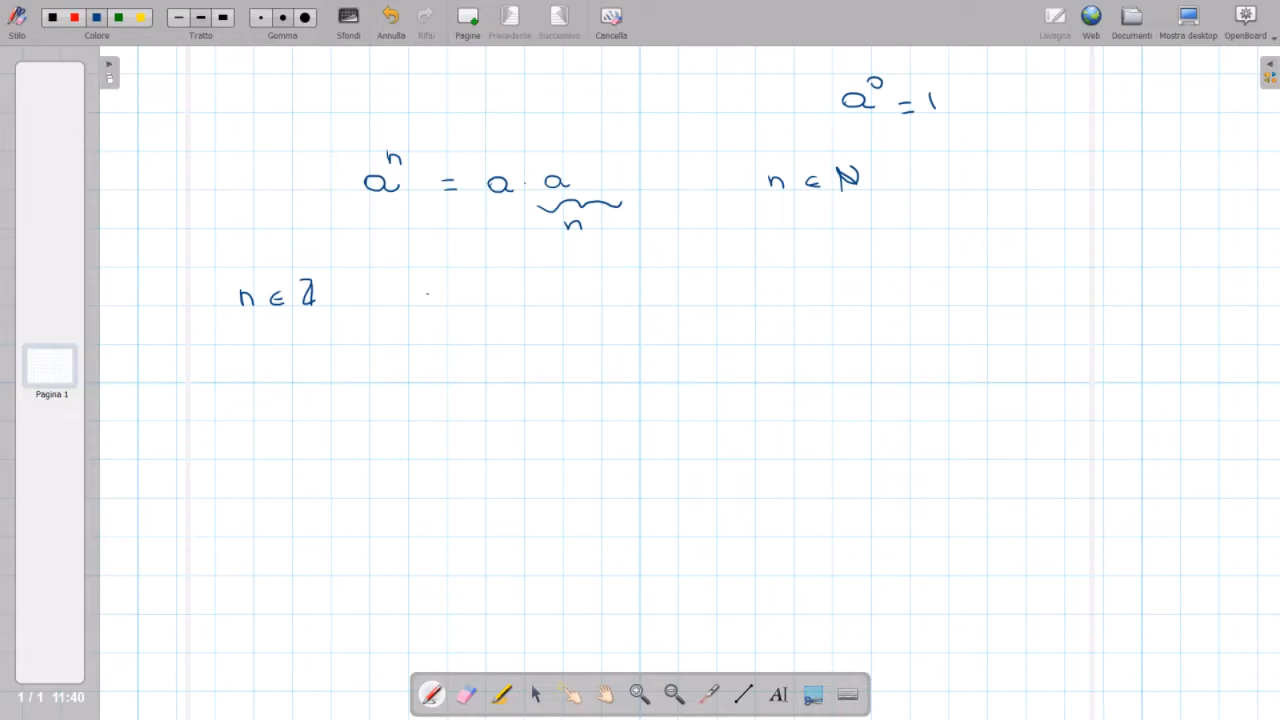 Stilo Colore Tratto Gomma Sfondi Annulla Rifai Pagine Precedente Successivo Cancella Lavagna Web Documenti Mostra desktop OpenBoard
a⁰ = 1
aⁿ = a · a n ∈ ℕ
n
n ∈ ℤ
Pagina 1
1 / 1 11:40
AI